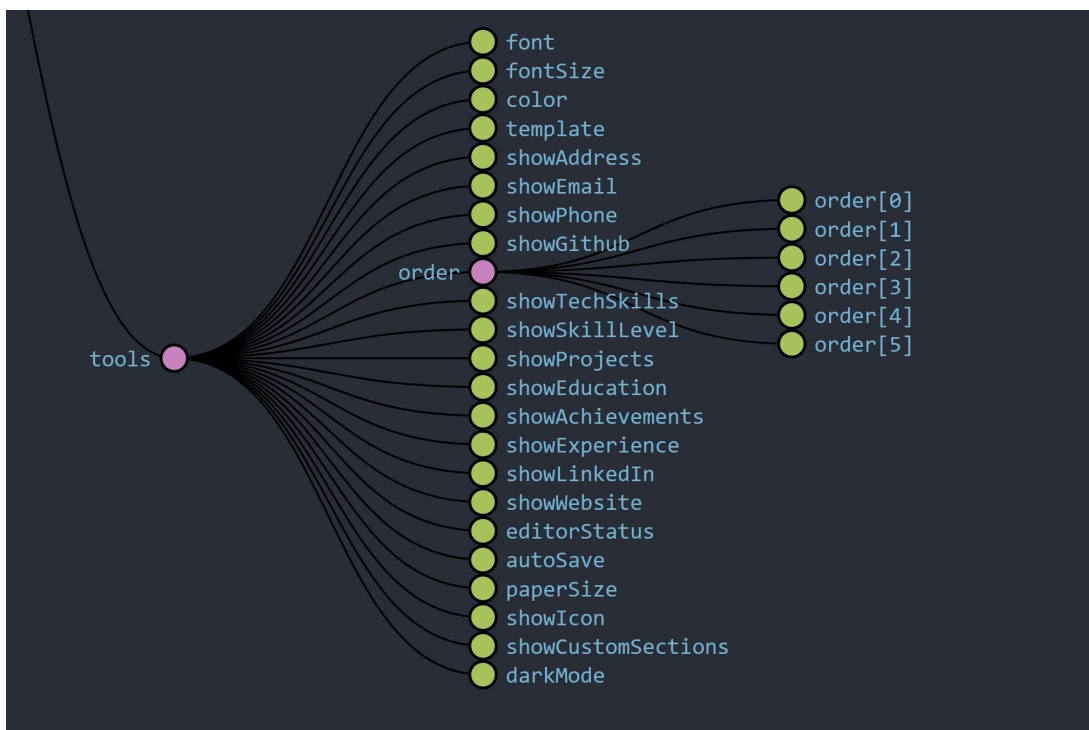 font
fontSize
color
template
showAddress
showEmail
showPhone
showGithub
order
showTechSkills
showSkillLevel
showProjects
showEducation
showAchievements
showExperience
showLinkedIn
showWebsite
editorStatus
autoSave
paperSize
showIcon
showCustomSections
darkMode
tools
order[0]
order[1]
order[2]
order[3]
order[4]
order[5]